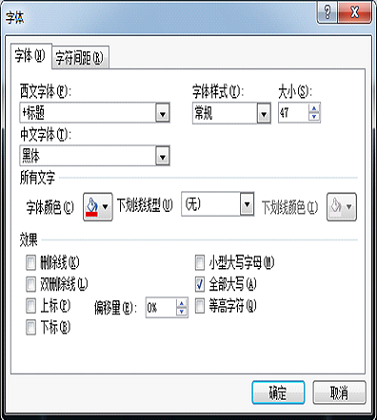 字体
字体(N) 字符间距(R)
西文字体(F): 字体样式(Y): 大小(S):
+标题 常规 47
中文字体(T):
黑体
所有文字
字体颜色(C) 下划线线型(U) (无) 下划线颜色(I)
效果
删除线(K) 小型大写字母(M)
双删除线(L) 全部大写(A)
上标(P) 偏移量(E): 0% 等高字符(Q)
下标(B)
确定 取消